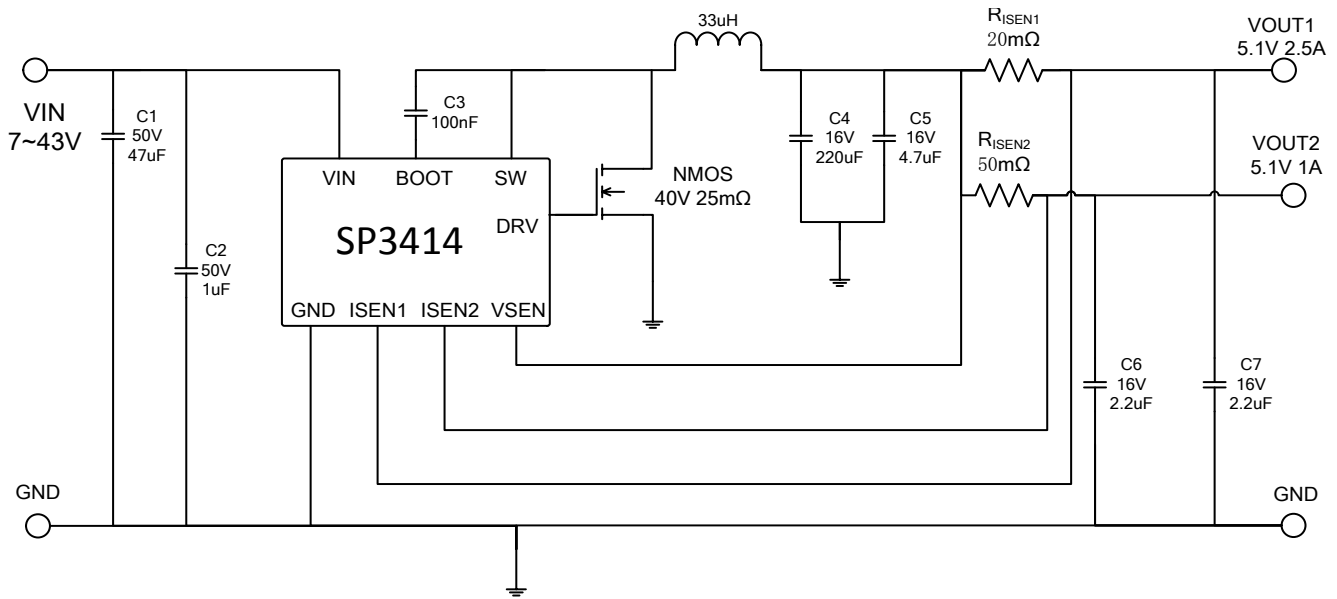 33uH
R_ISEN1
20mΩ
VOUT1
5.1V 2.5A
VIN
7~43V
C1
50V
47uF
C3
100nF
C4
16V
220uF
C5
16V
4.7uF
R_ISEN2
50mΩ
VOUT2
5.1V 1A
VIN
BOOT
SW
NMOS
40V 25mΩ
DRV
SP3414
C2
50V
1uF
GND
ISEN1
ISEN2
VSEN
C6
16V
2.2uF
C7
16V
2.2uF
GND
GND